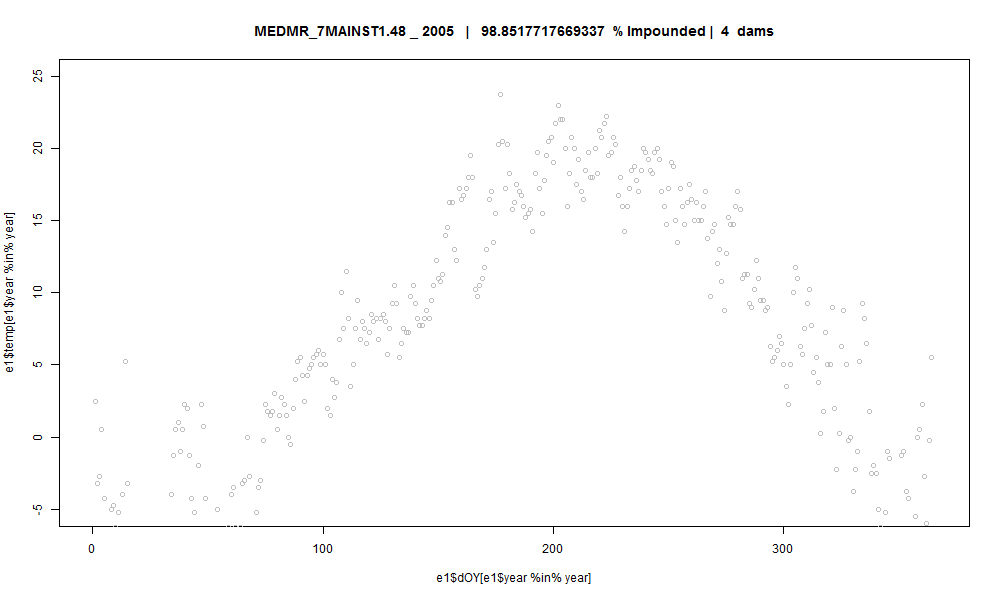 MEDMR_7MAINST1.48 _ 2005 | 98.8517717669337 % Impounded | 4 dams
25
20
15
10
5
0
-5
e1$temp[e1$year %in% year]
0 100 200 300
e1$dOY[e1$year %in% year]